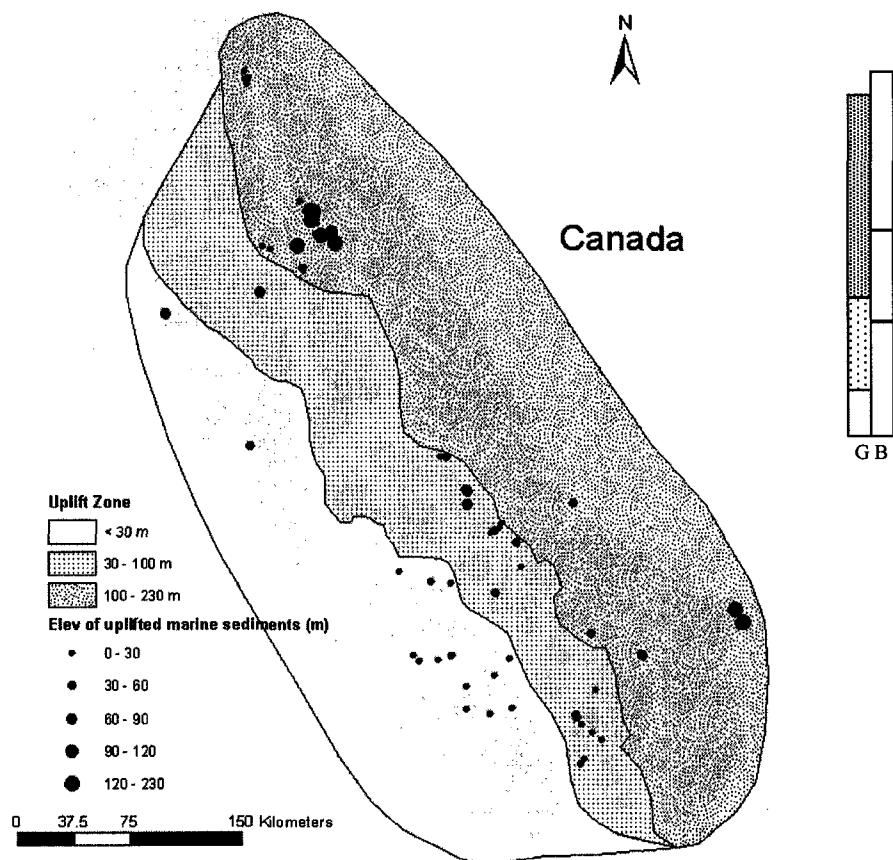 N
Canada
G B
Uplift Zone
< 30 m
30 - 100 m
100 - 230 m
Elev of uplifted marine sediments (m)
0 - 30
30 - 60
60 - 90
90 - 120
120 - 230
0 37.5 75 150 Kilometers